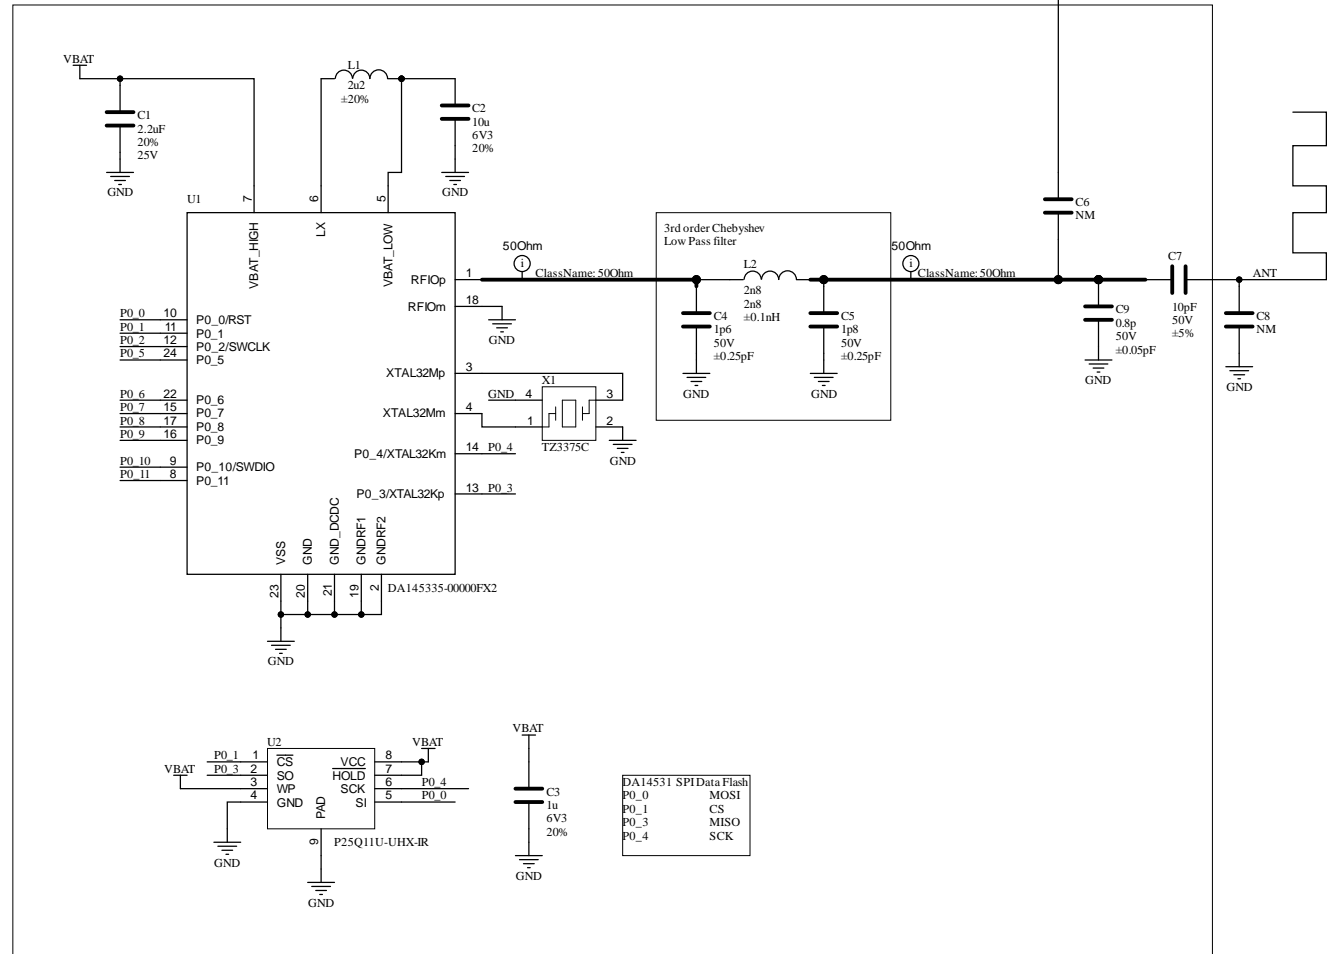 VBAT
C1
2.2uF
20%
25V
GND
L1
2u2
±20%
C2
10u
6V3
20%
GND
U1
7
6
5
VBAT_HIGH
LX
VBAT_LOW
RFIOp
1
RFIOm
18
GND
P0_0 10 P0_0/RST
P0_1 11 P0_1
P0_2 12 P0_2/SWCLK
P0_5 24 P0_5
P0_6 22 P0_6
P0_7 15 P0_7
P0_8 17 P0_8
P0_9 16 P0_9
P0_10 9 P0_10/SWDIO
P0_11 8 P0_11
XTAL32Mp 3
XTAL32Mm 4
P0_4/XTAL32Km 14 P0_4
P0_3/XTAL32Kp 13 P0_3
X1
GND 4
3
1
2
TZ3375C
GND
VSS
GND
GND_DCDC
GNDRF1
GNDRF2
23
20
21
19
2
DA145335-00000FX2
GND
50Ohm
i
ClassName: 50Ohm
3rd order Chebyshev
Low Pass filter
L2
2n8
2n8
±0.1nH
C4
1p6
50V
±0.25pF
GND
C5
1p8
50V
±0.25pF
GND
50Ohm
i
ClassName: 50Ohm
C6
NM
C9
0.8p
50V
±0.05pF
GND
C7
10pF
50V
±5%
ANT
C8
NM
GND
U2
VBAT
P0_1 1 CS
P0_3 2 SO
3 WP
4 GND
GND
PAD
9
GND
VBAT
VCC 8
HOLD 7
SCK 6 P0_4
SI 5 P0_0
P25Q11U-UHX-IR
VBAT
C3
1u
6V3
20%
GND
DA14531 SPI Data Flash
P0_0 MOSI
P0_1 CS
P0_3 MISO
P0_4 SCK